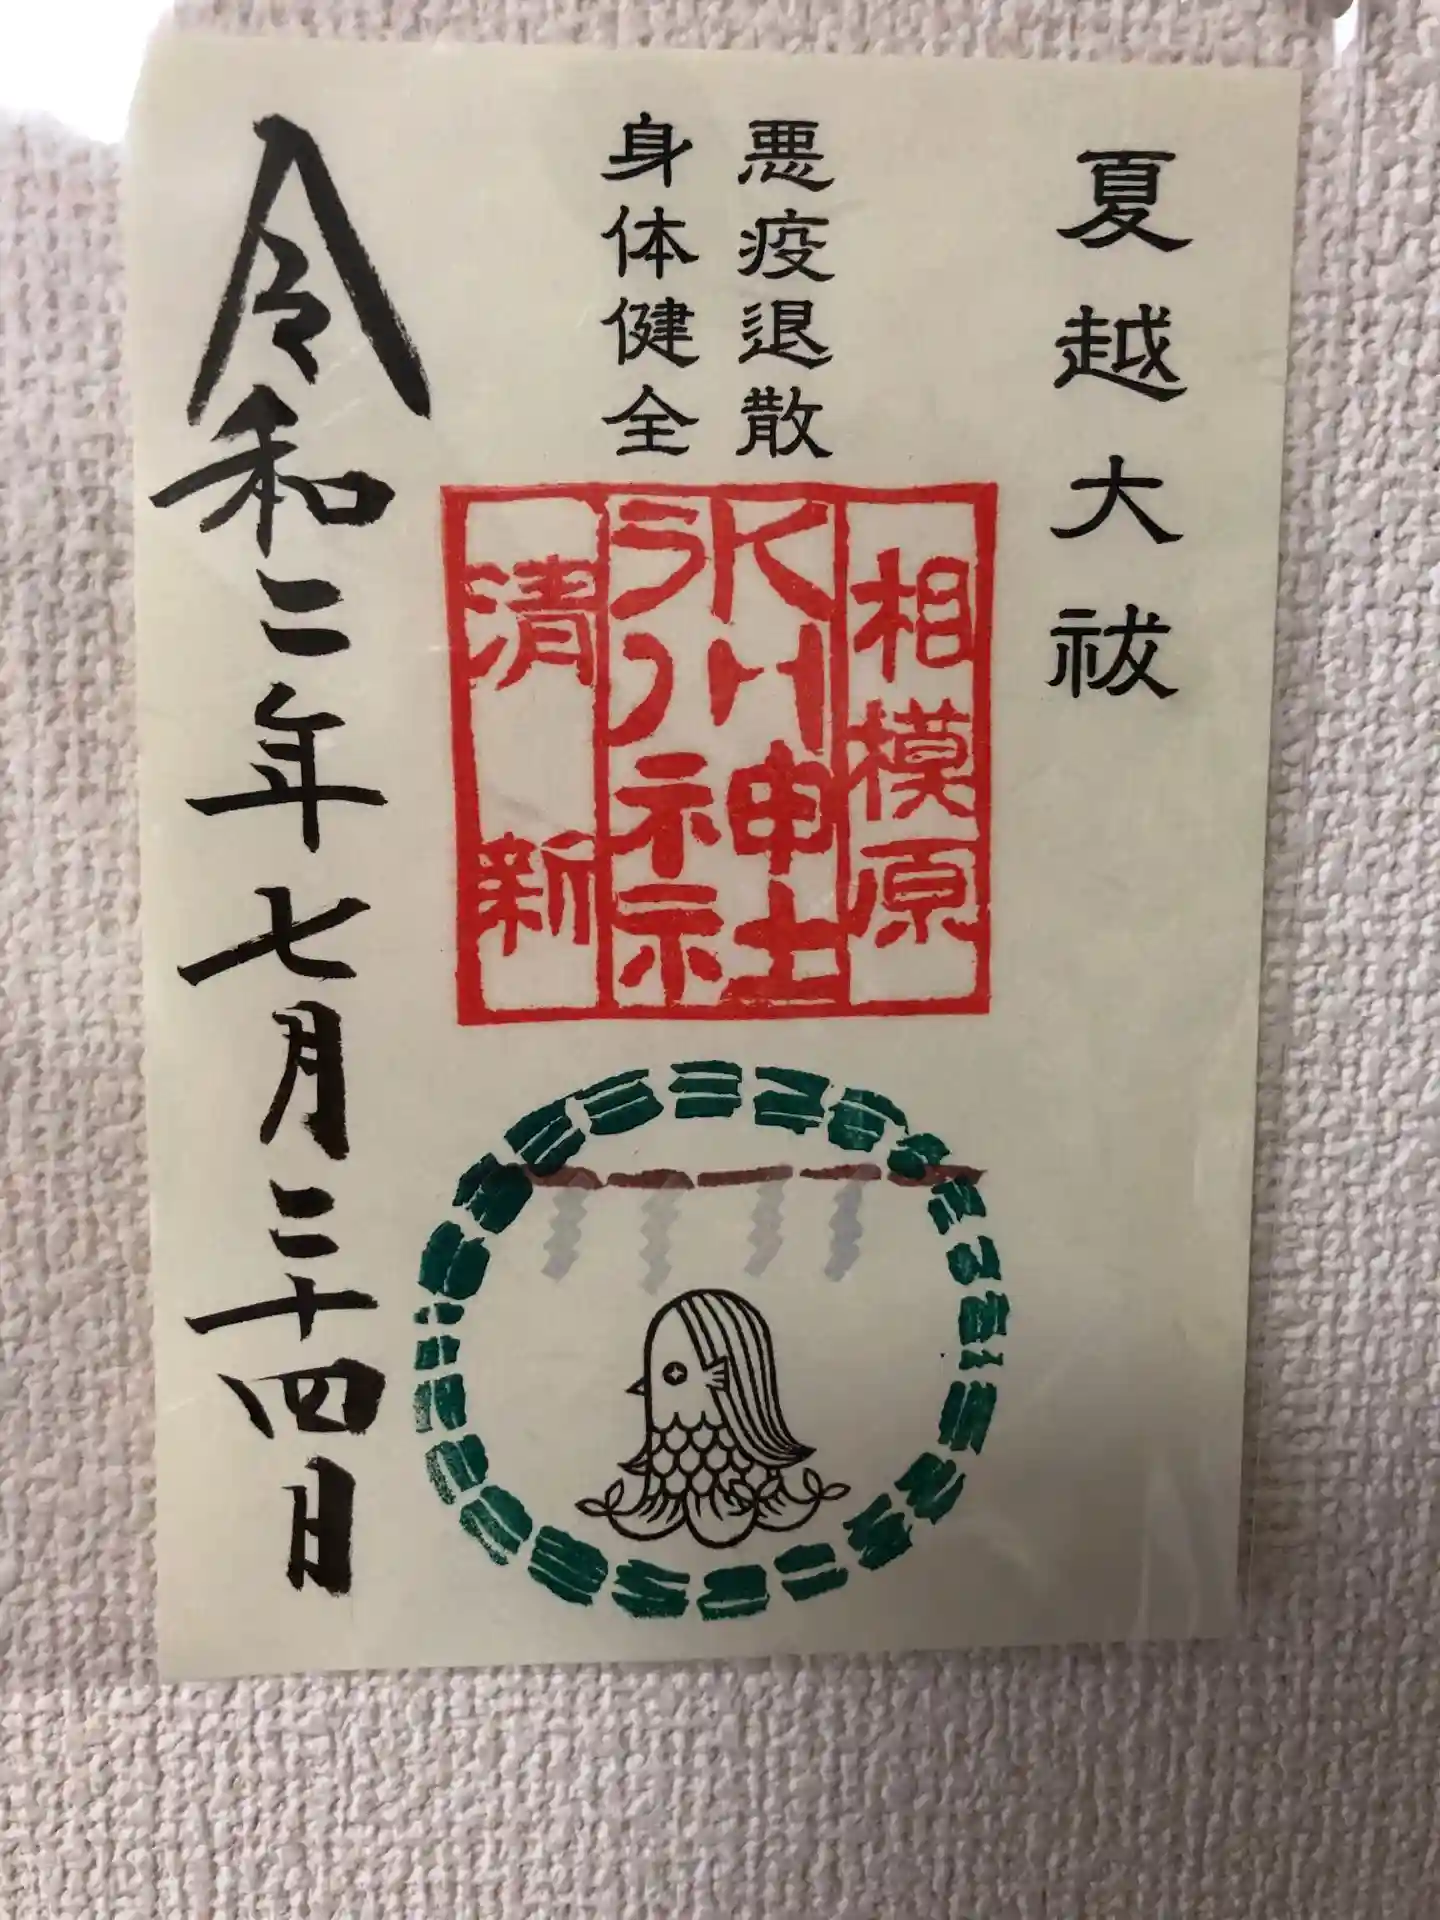 夏越大祓
悪疫退散
身体健全
相模原
氷川神社
清新
令和二年七月二十四日